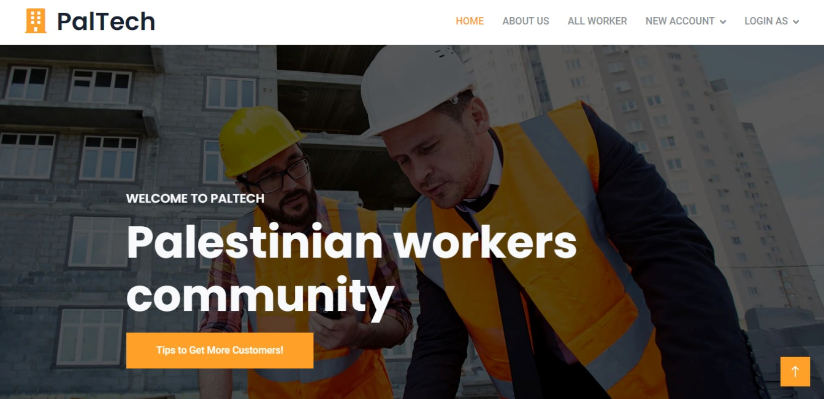 PalTech
HOME ABOUT US ALL WORKER NEW ACCOUNT LOGIN AS
WELCOME TO PALTECH
Palestinian workers
community
Tips to Get More Customers!